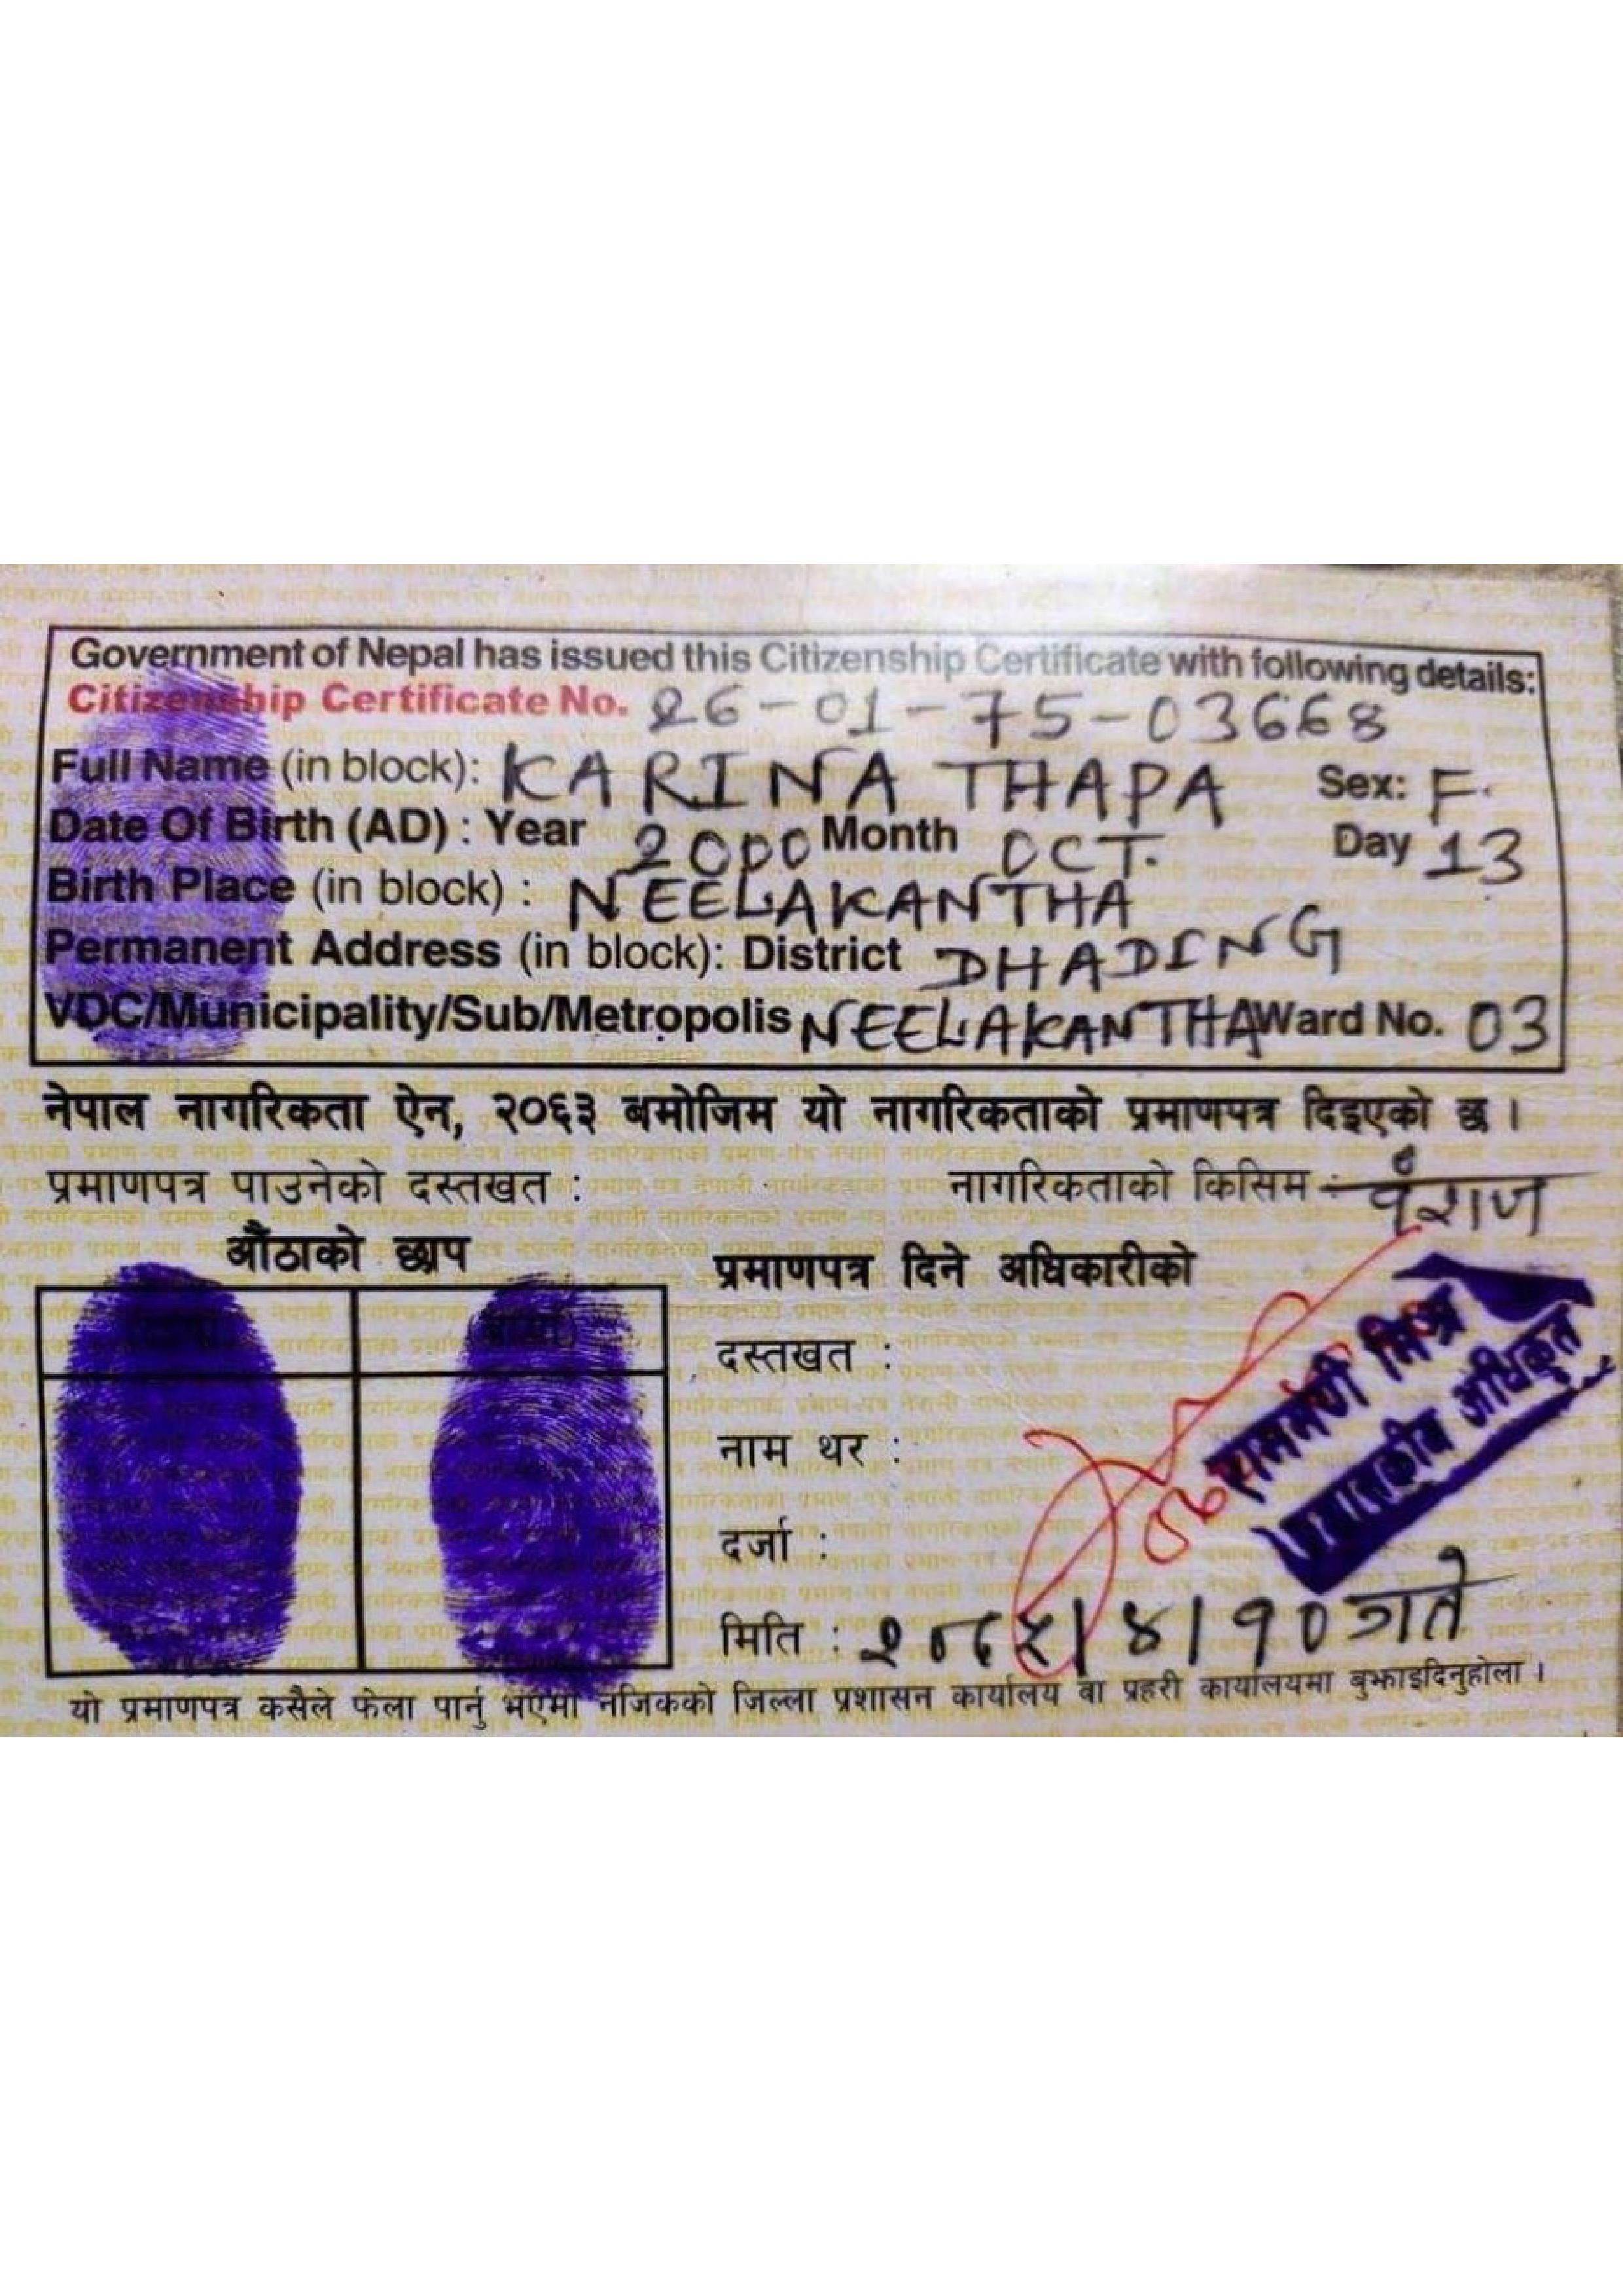 Government of Nepal has issued this Citizenship Certificate with following details:
Citizenship Certificate No. 26-01-75-03668
Full Name (in block): KARINA THAPA Sex: F.
Date Of Birth (AD) : Year 2000 Month OCT. Day 13
Birth Place (in block) : NEELAKANTHA
Permanent Address (in block): District DHADING
VDC/Municipality/Sub/Metropolis NEELAKANTHA Ward No. 03
नेपाल नागरिकता ऐन, २०६३ बमोजिम यो नागरिकताको प्रमाणपत्र दिइएको छ ।
प्रमाणपत्र पाउनेको दस्तखत : नागरिकताको किसिम : वंशज
औंठाको छाप
प्रमाणपत्र दिने अधिकारीको
दस्तखत :
नाम थर : राममणी मिश्र
दर्जा : प्रशासकीय अधिकृत
मिति : ४।१० गते
यो प्रमाणपत्र कसैले फेला पार्नु भएमा नजिकको जिल्ला प्रशासन कार्यालय वा प्रहरी कार्यालयमा बुझाइदिनुहोला ।